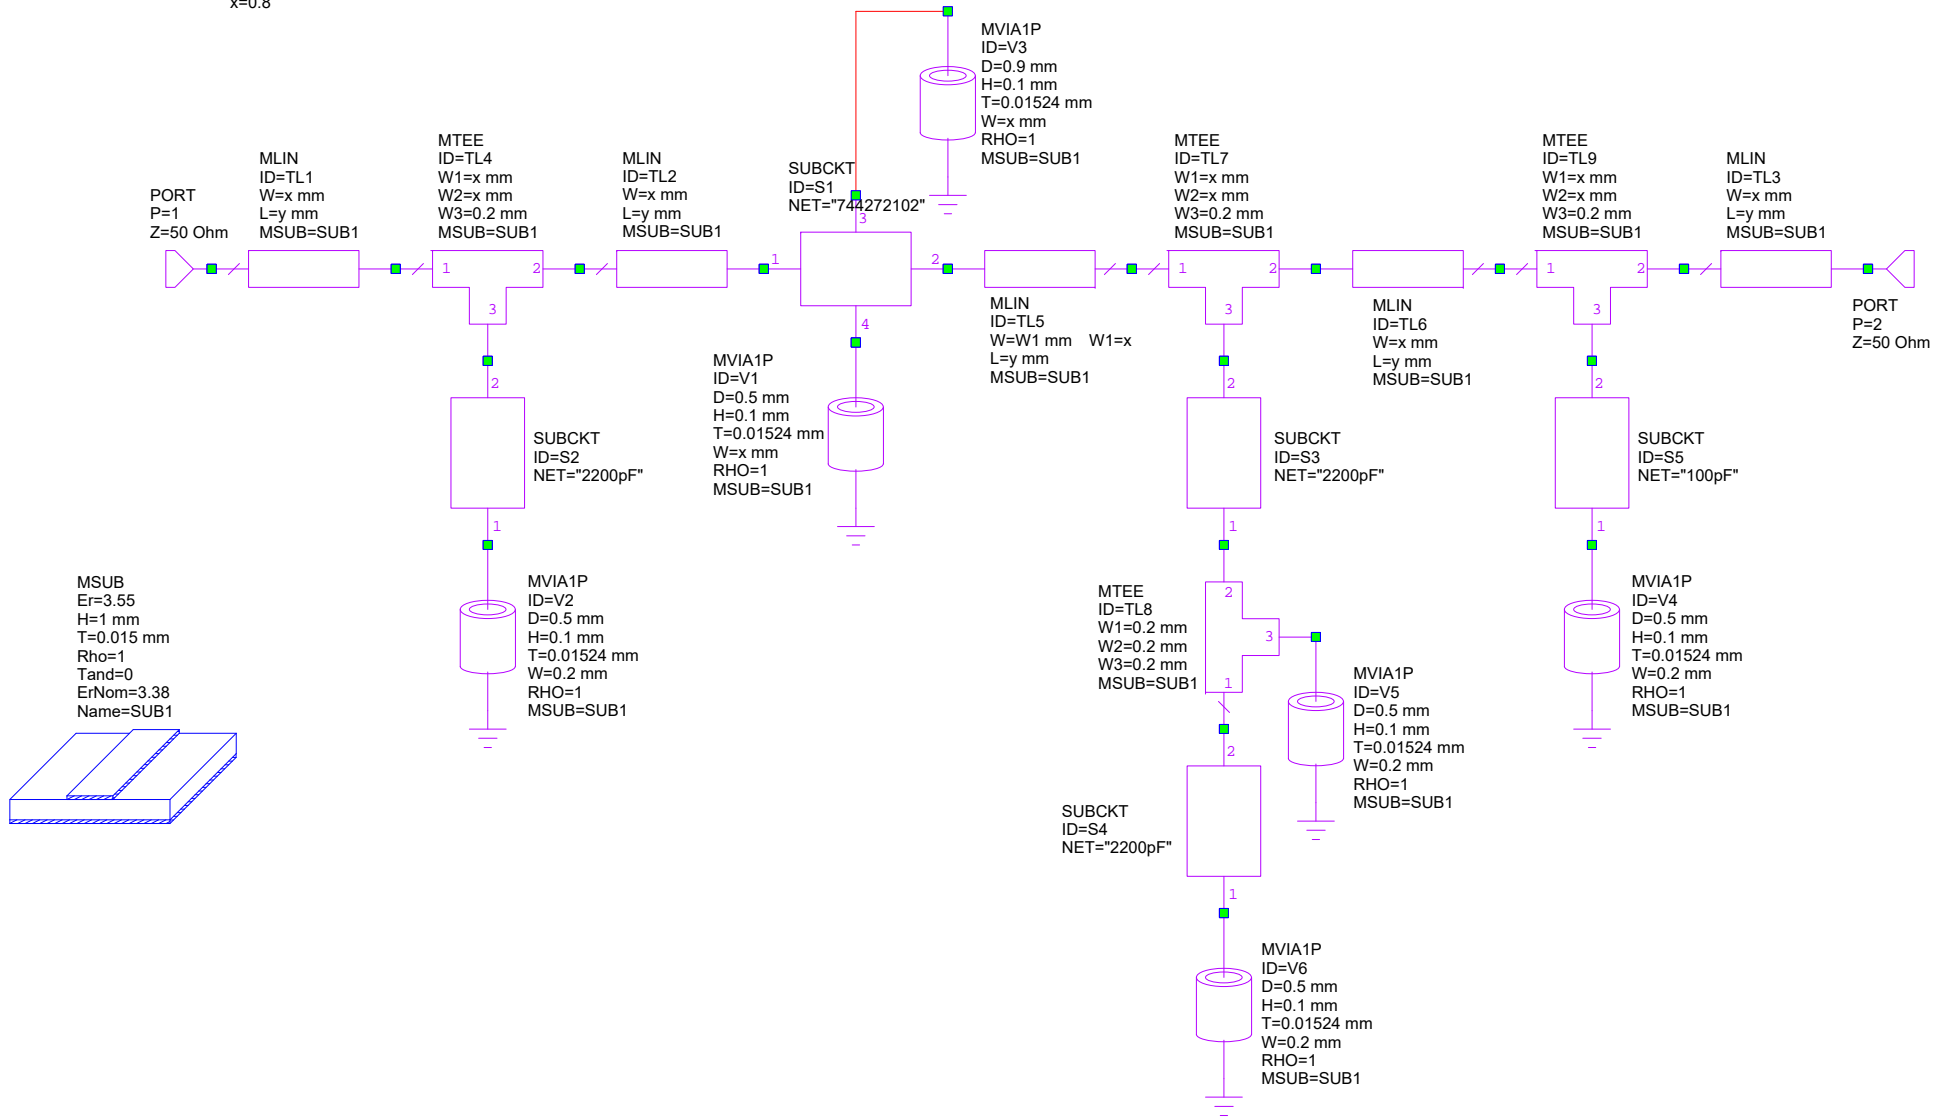 x=0.8
MVIA1P
ID=V3
D=0.9 mm
H=0.1 mm
T=0.01524 mm
W=x mm
RHO=1
MSUB=SUB1
PORT
P=1
Z=50 Ohm
MLIN
ID=TL1
W=x mm
L=y mm
MSUB=SUB1
MTEE
ID=TL4
W1=x mm
W2=x mm
W3=0.2 mm
MSUB=SUB1
1
2
3
MLIN
ID=TL2
W=x mm
L=y mm
MSUB=SUB1
SUBCKT
ID=S1
NET="744272102"
3
1
2
4
MTEE
ID=TL7
W1=x mm
W2=x mm
W3=0.2 mm
MSUB=SUB1
1
2
3
MTEE
ID=TL9
W1=x mm
W2=x mm
W3=0.2 mm
MSUB=SUB1
1
2
3
MLIN
ID=TL3
W=x mm
L=y mm
MSUB=SUB1
MLIN
ID=TL5
W=W1 mm W1=x
L=y mm
MSUB=SUB1
MLIN
ID=TL6
W=x mm
L=y mm
MSUB=SUB1
PORT
P=2
Z=50 Ohm
MVIA1P
ID=V1
D=0.5 mm
H=0.1 mm
T=0.01524 mm
W=x mm
RHO=1
MSUB=SUB1
2
SUBCKT
ID=S2
NET="2200pF"
1
2
SUBCKT
ID=S3
NET="2200pF"
1
2
SUBCKT
ID=S5
NET="100pF"
1
MSUB
Er=3.55
H=1 mm
T=0.015 mm
Rho=1
Tand=0
ErNom=3.38
Name=SUB1
MVIA1P
ID=V2
D=0.5 mm
H=0.1 mm
T=0.01524 mm
W=0.2 mm
RHO=1
MSUB=SUB1
MTEE
ID=TL8
W1=0.2 mm
W2=0.2 mm
W3=0.2 mm
MSUB=SUB1
2
3
1
MVIA1P
ID=V4
D=0.5 mm
H=0.1 mm
T=0.01524 mm
W=0.2 mm
RHO=1
MSUB=SUB1
MVIA1P
ID=V5
D=0.5 mm
H=0.1 mm
T=0.01524 mm
W=0.2 mm
RHO=1
MSUB=SUB1
2
SUBCKT
ID=S4
NET="2200pF"
1
MVIA1P
ID=V6
D=0.5 mm
H=0.1 mm
T=0.01524 mm
W=0.2 mm
RHO=1
MSUB=SUB1